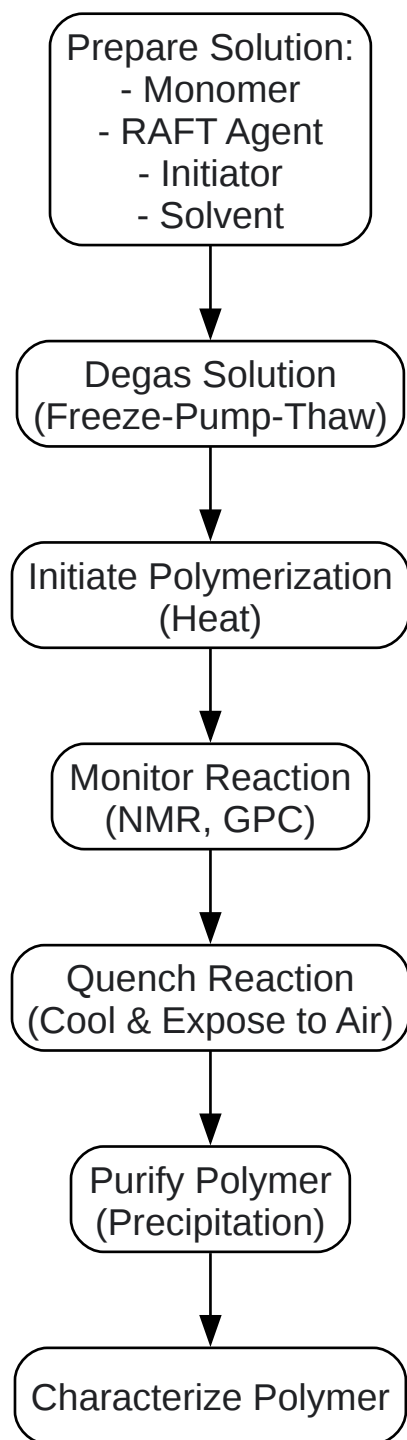 Prepare Solution:
- Monomer
- RAFT Agent
- Initiator
- Solvent
Degas Solution
(Freeze-Pump-Thaw)
Initiate Polymerization
(Heat)
Monitor Reaction
(NMR, GPC)
Quench Reaction
(Cool & Expose to Air)
Purify Polymer
(Precipitation)
Characterize Polymer